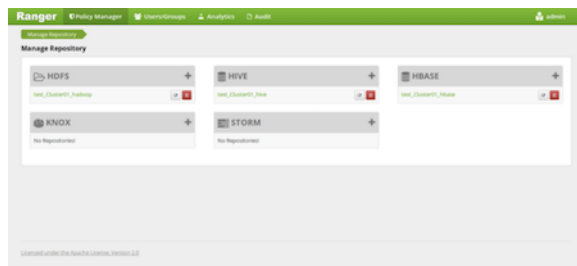 Ranger Policy Manager Users/Groups Analytics Audit admin
Manage Repository
Manage Repository
HDFS + HIVE + HBASE +
test_Cluster01_hadoop test_Cluster01_hive test_Cluster01_hbase
KNOX + STORM +
No Repositories! No Repositories!
Licensed under the Apache License, Version 2.0